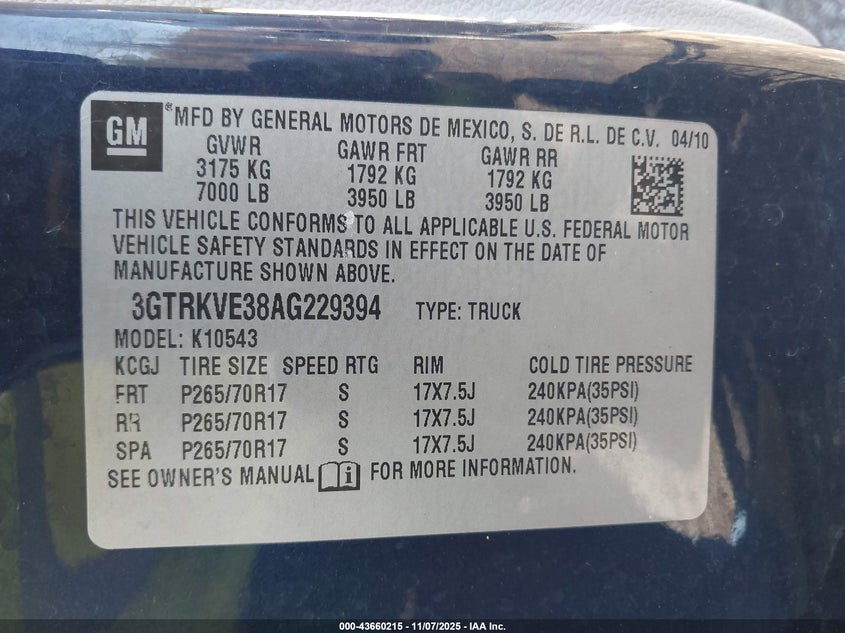 GM
® MFD BY GENERAL MOTORS DE MEXICO, S. DE R.L. DE C.V. 04/10
GVWR GAWR FRT GAWR RR
3175 KG 1792 KG 1792 KG
7000 LB 3950 LB 3950 LB
THIS VEHICLE CONFORMS TO ALL APPLICABLE U.S. FEDERAL MOTOR
VEHICLE SAFETY STANDARDS IN EFFECT ON THE DATE OF
MANUFACTURE SHOWN ABOVE.
3GTRKVE38AG229394 TYPE: TRUCK
MODEL: K10543
KCGJ TIRE SIZE SPEED RTG RIM COLD TIRE PRESSURE
FRT P265/70R17 S 17X7.5J 240KPA(35PSI)
RR P265/70R17 S 17X7.5J 240KPA(35PSI)
SPA P265/70R17 S 17X7.5J 240KPA(35PSI)
SEE OWNER'S MANUAL i FOR MORE INFORMATION.
000-43660215 - 11/07/2025 - IAA Inc.